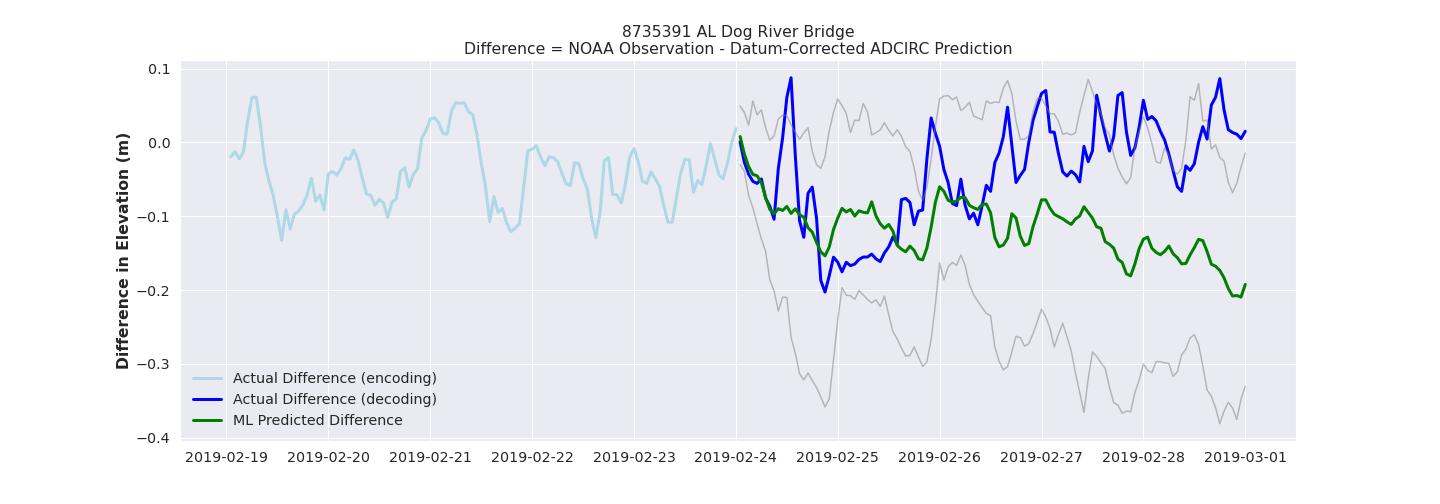 8735391 AL Dog River Bridge
Difference = NOAA Observation - Datum-Corrected ADCIRC Prediction
Difference in Elevation (m)
0.1
0.0
−0.1
−0.2
−0.3
−0.4
Actual Difference (encoding)
Actual Difference (decoding)
ML Predicted Difference
2019-02-19 2019-02-20 2019-02-21 2019-02-22 2019-02-23 2019-02-24 2019-02-25 2019-02-26 2019-02-27 2019-02-28 2019-03-01